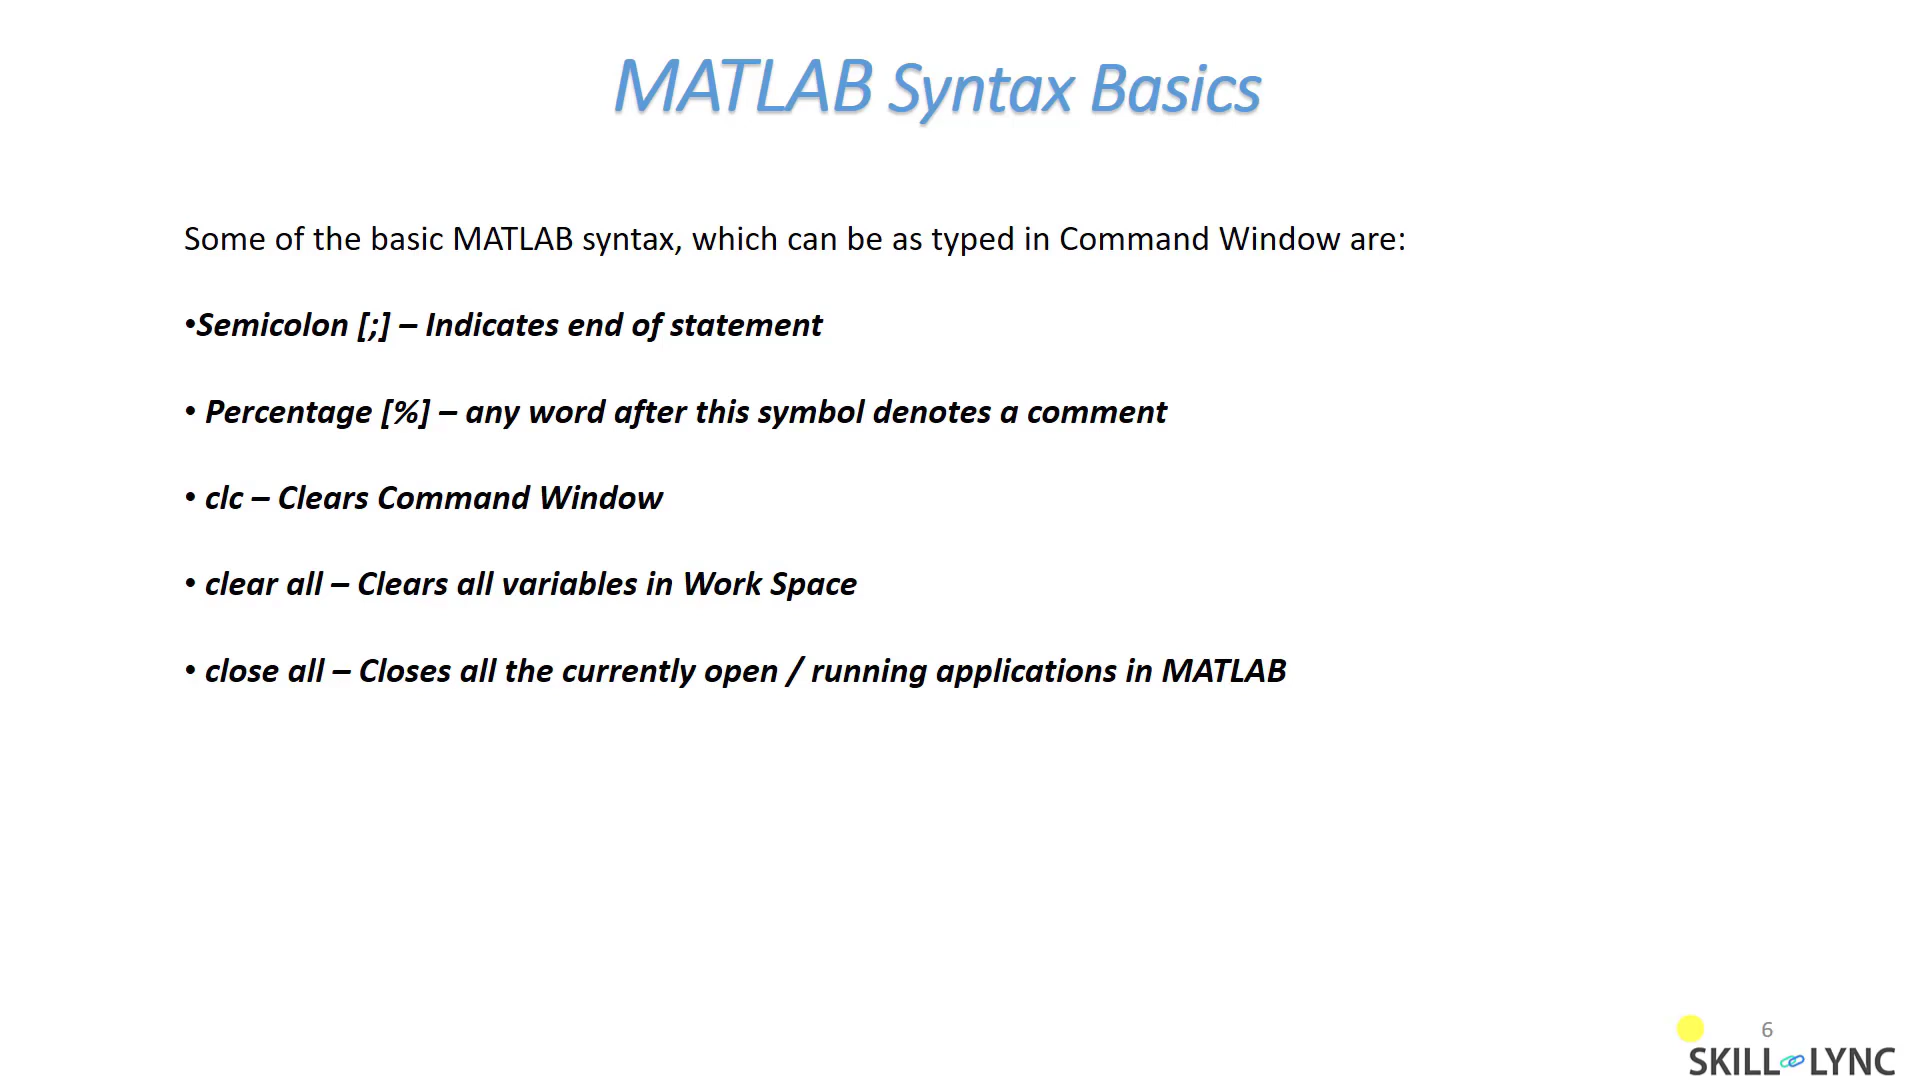 MATLAB Syntax Basics
Some of the basic MATLAB syntax, which can be as typed in Command Window are:
•Semicolon [;] – Indicates end of statement
• Percentage [%] – any word after this symbol denotes a comment
• clc – Clears Command Window
• clear all – Clears all variables in Work Space
• close all – Closes all the currently open / running applications in MATLAB
6
SKILL LYNC